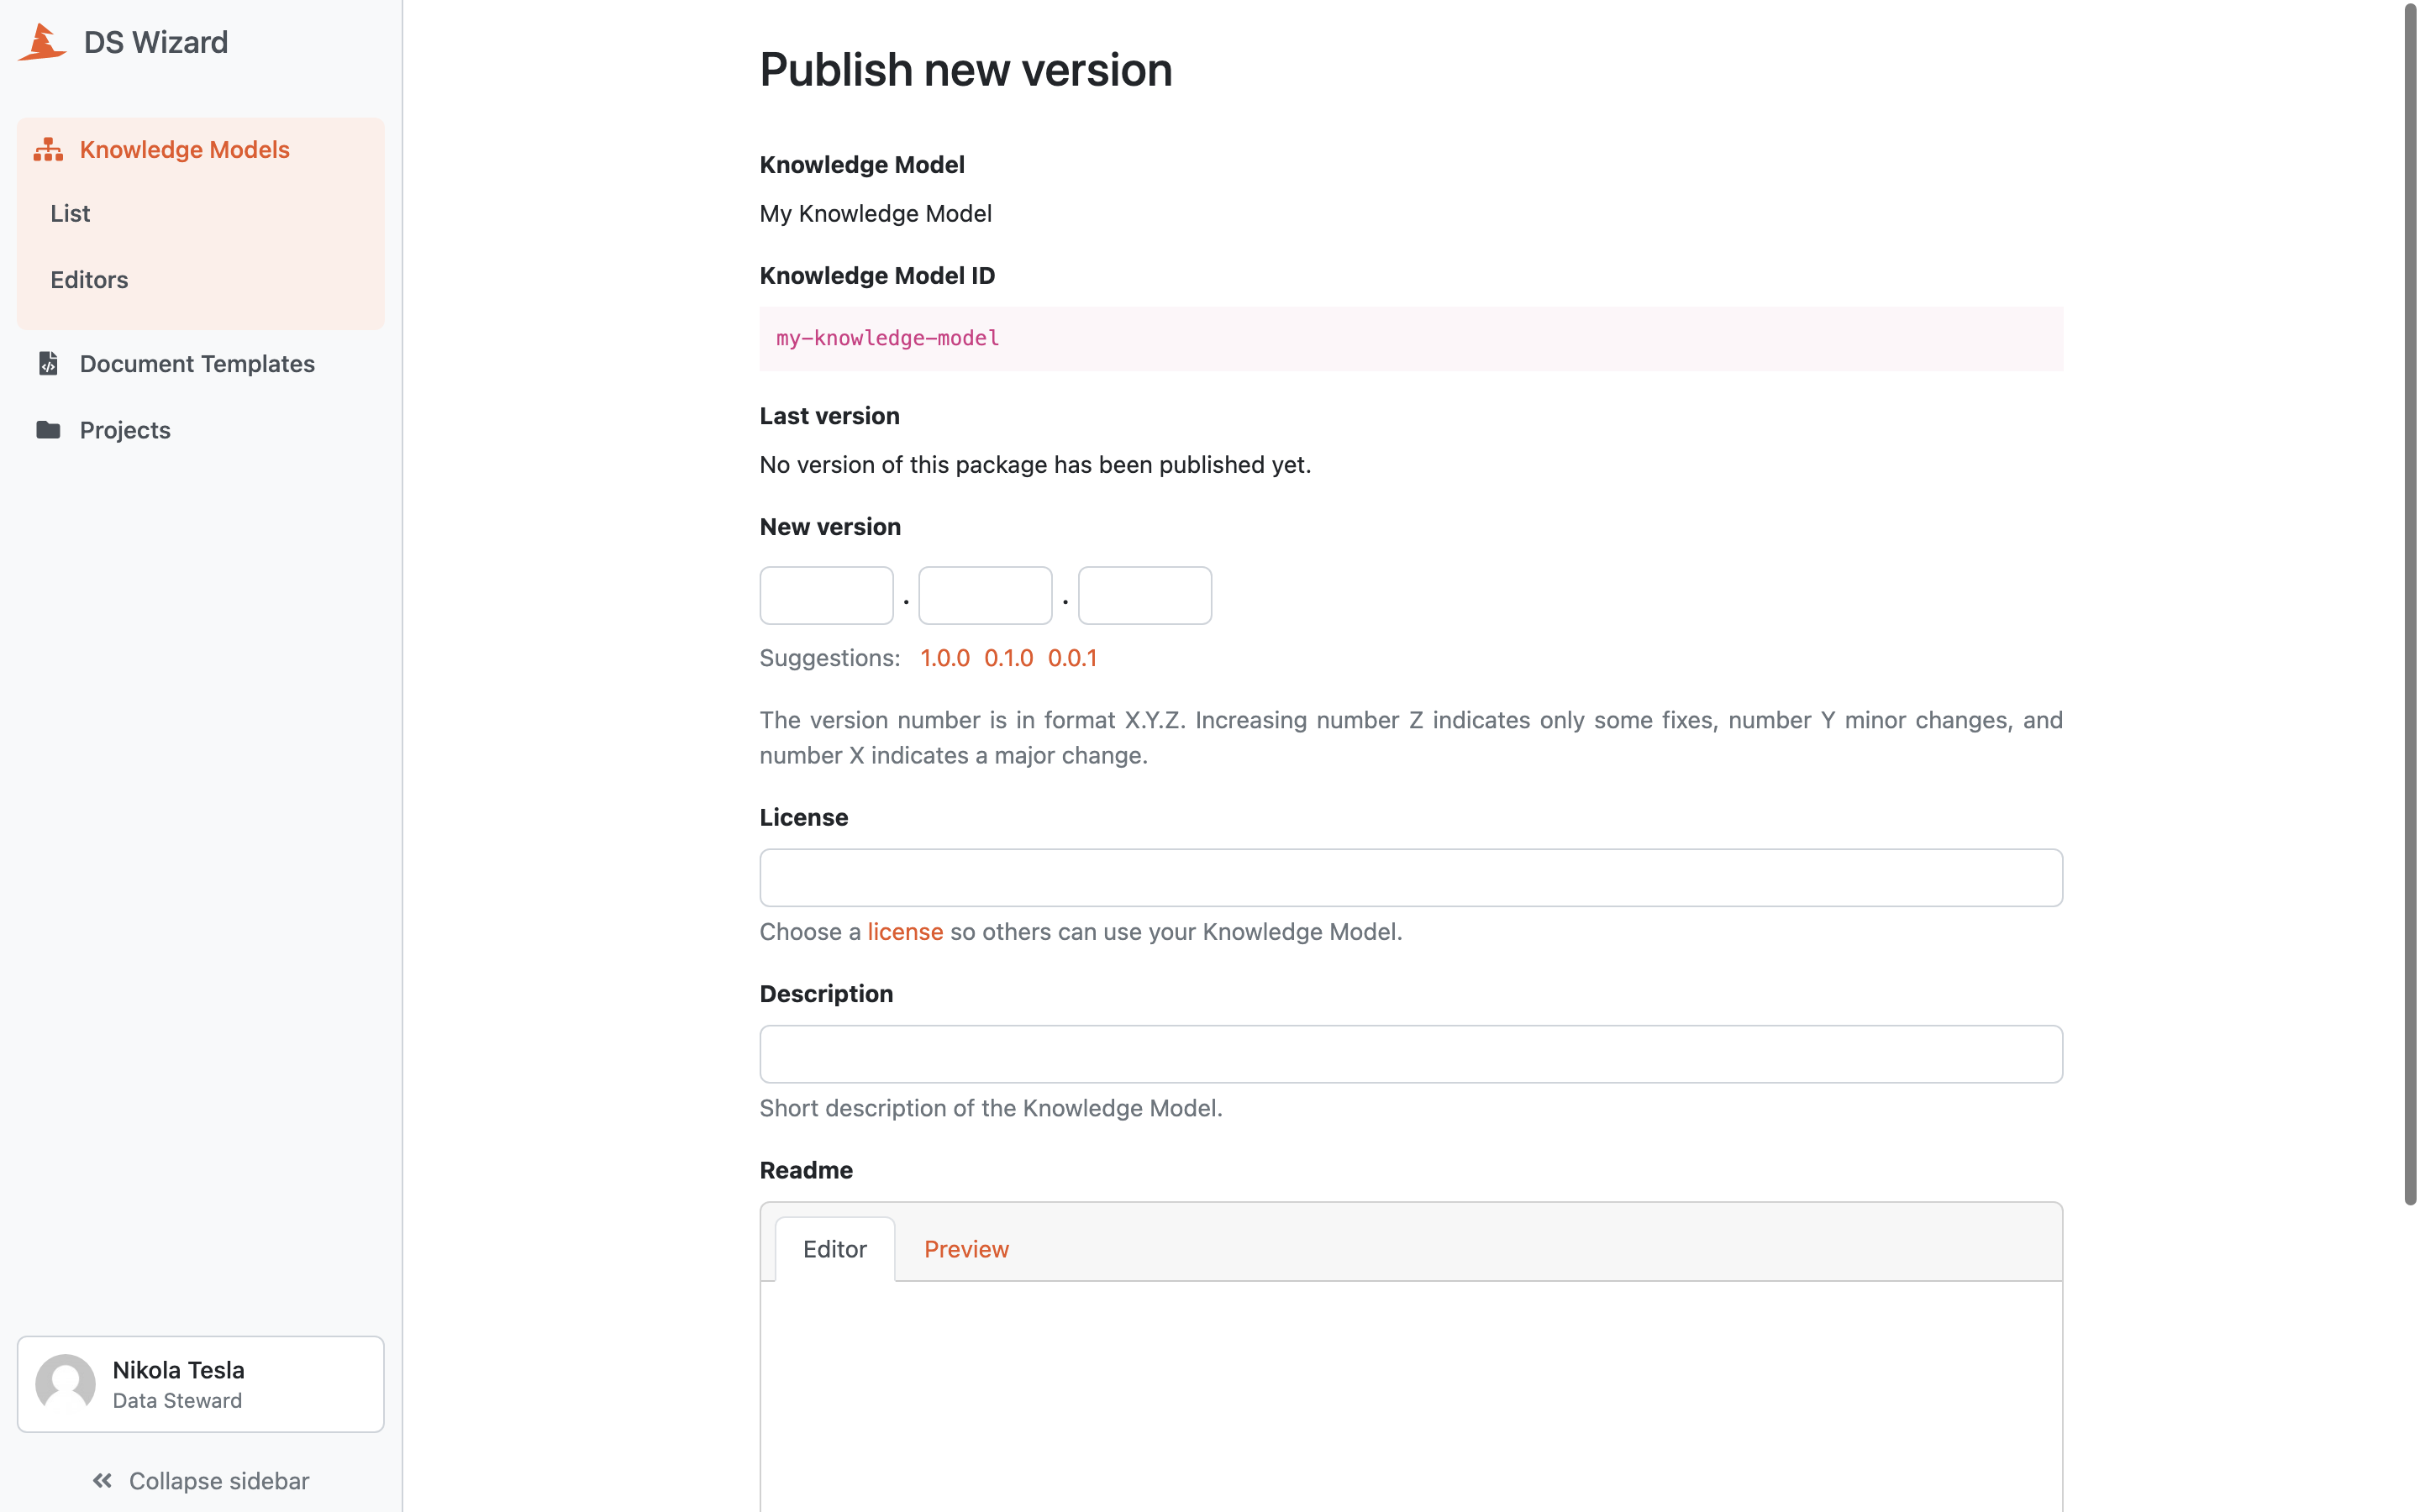 DS Wizard
Knowledge Models
List
Editors
Document Templates
Projects
Nikola Tesla
Data Steward
Collapse sidebar
Publish new version
Knowledge Model
My Knowledge Model
Knowledge Model ID
my-knowledge-model
Last version
No version of this package has been published yet.
New version
. .
Suggestions: 1.0.0 0.1.0 0.0.1
The version number is in format X.Y.Z. Increasing number Z indicates only some fixes, number Y minor changes, and
number X indicates a major change.
License
Choose a license so others can use your Knowledge Model.
Description
Short description of the Knowledge Model.
Readme
Editor Preview